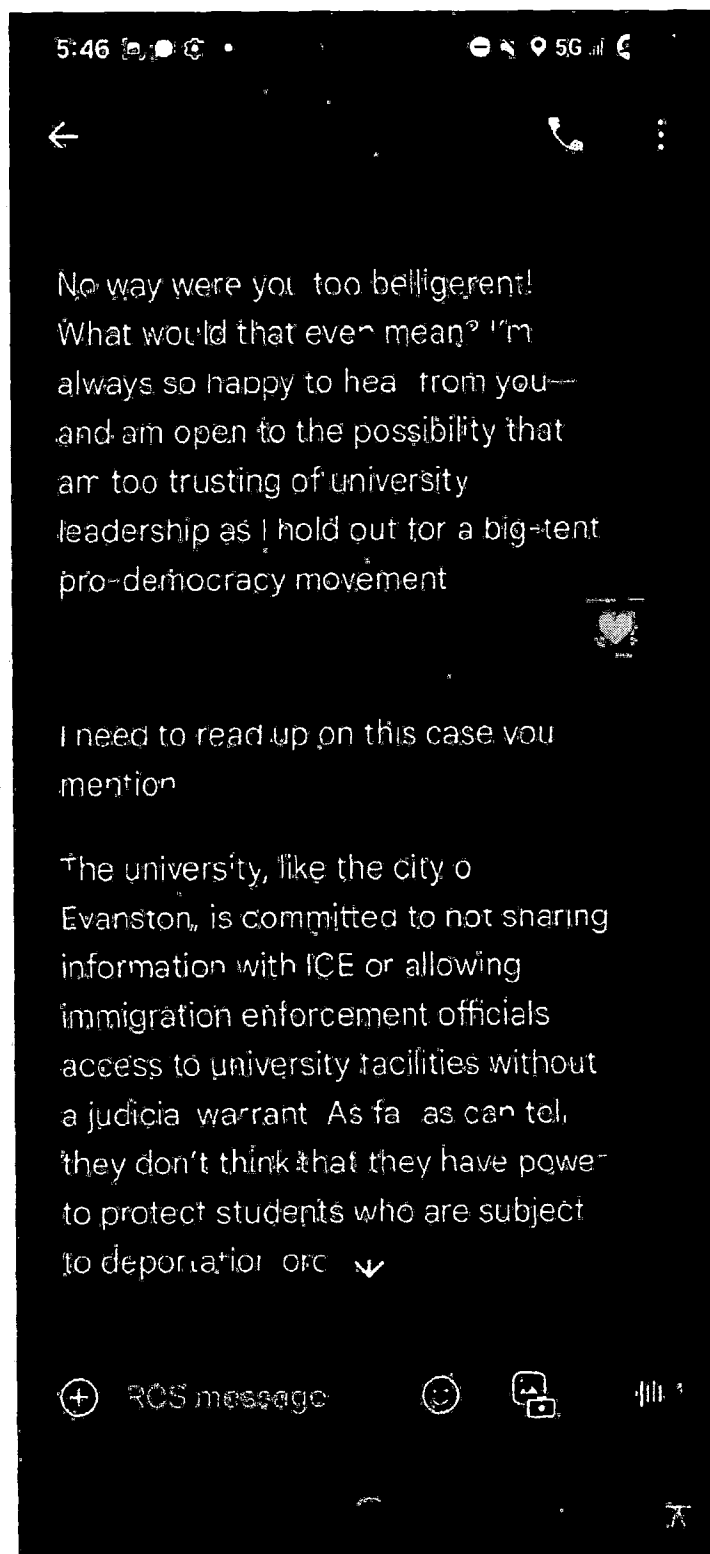 5:46
5G
No way were you too belligerent!
What would that even mean? I'm
always so happy to hear from you—
and am open to the possibility that
am too trusting of university
leadership as I hold out for a big-tent
pro-democracy movement
I need to read up on this case you
mention
The university, like the city o
Evanston, is committed to not sharing
information with ICE or allowing
immigration enforcement officials
access to university facilities without
a judicial warrant As far as can tell,
they don't think that they have power
to protect students who are subject
to deportation
RCS message